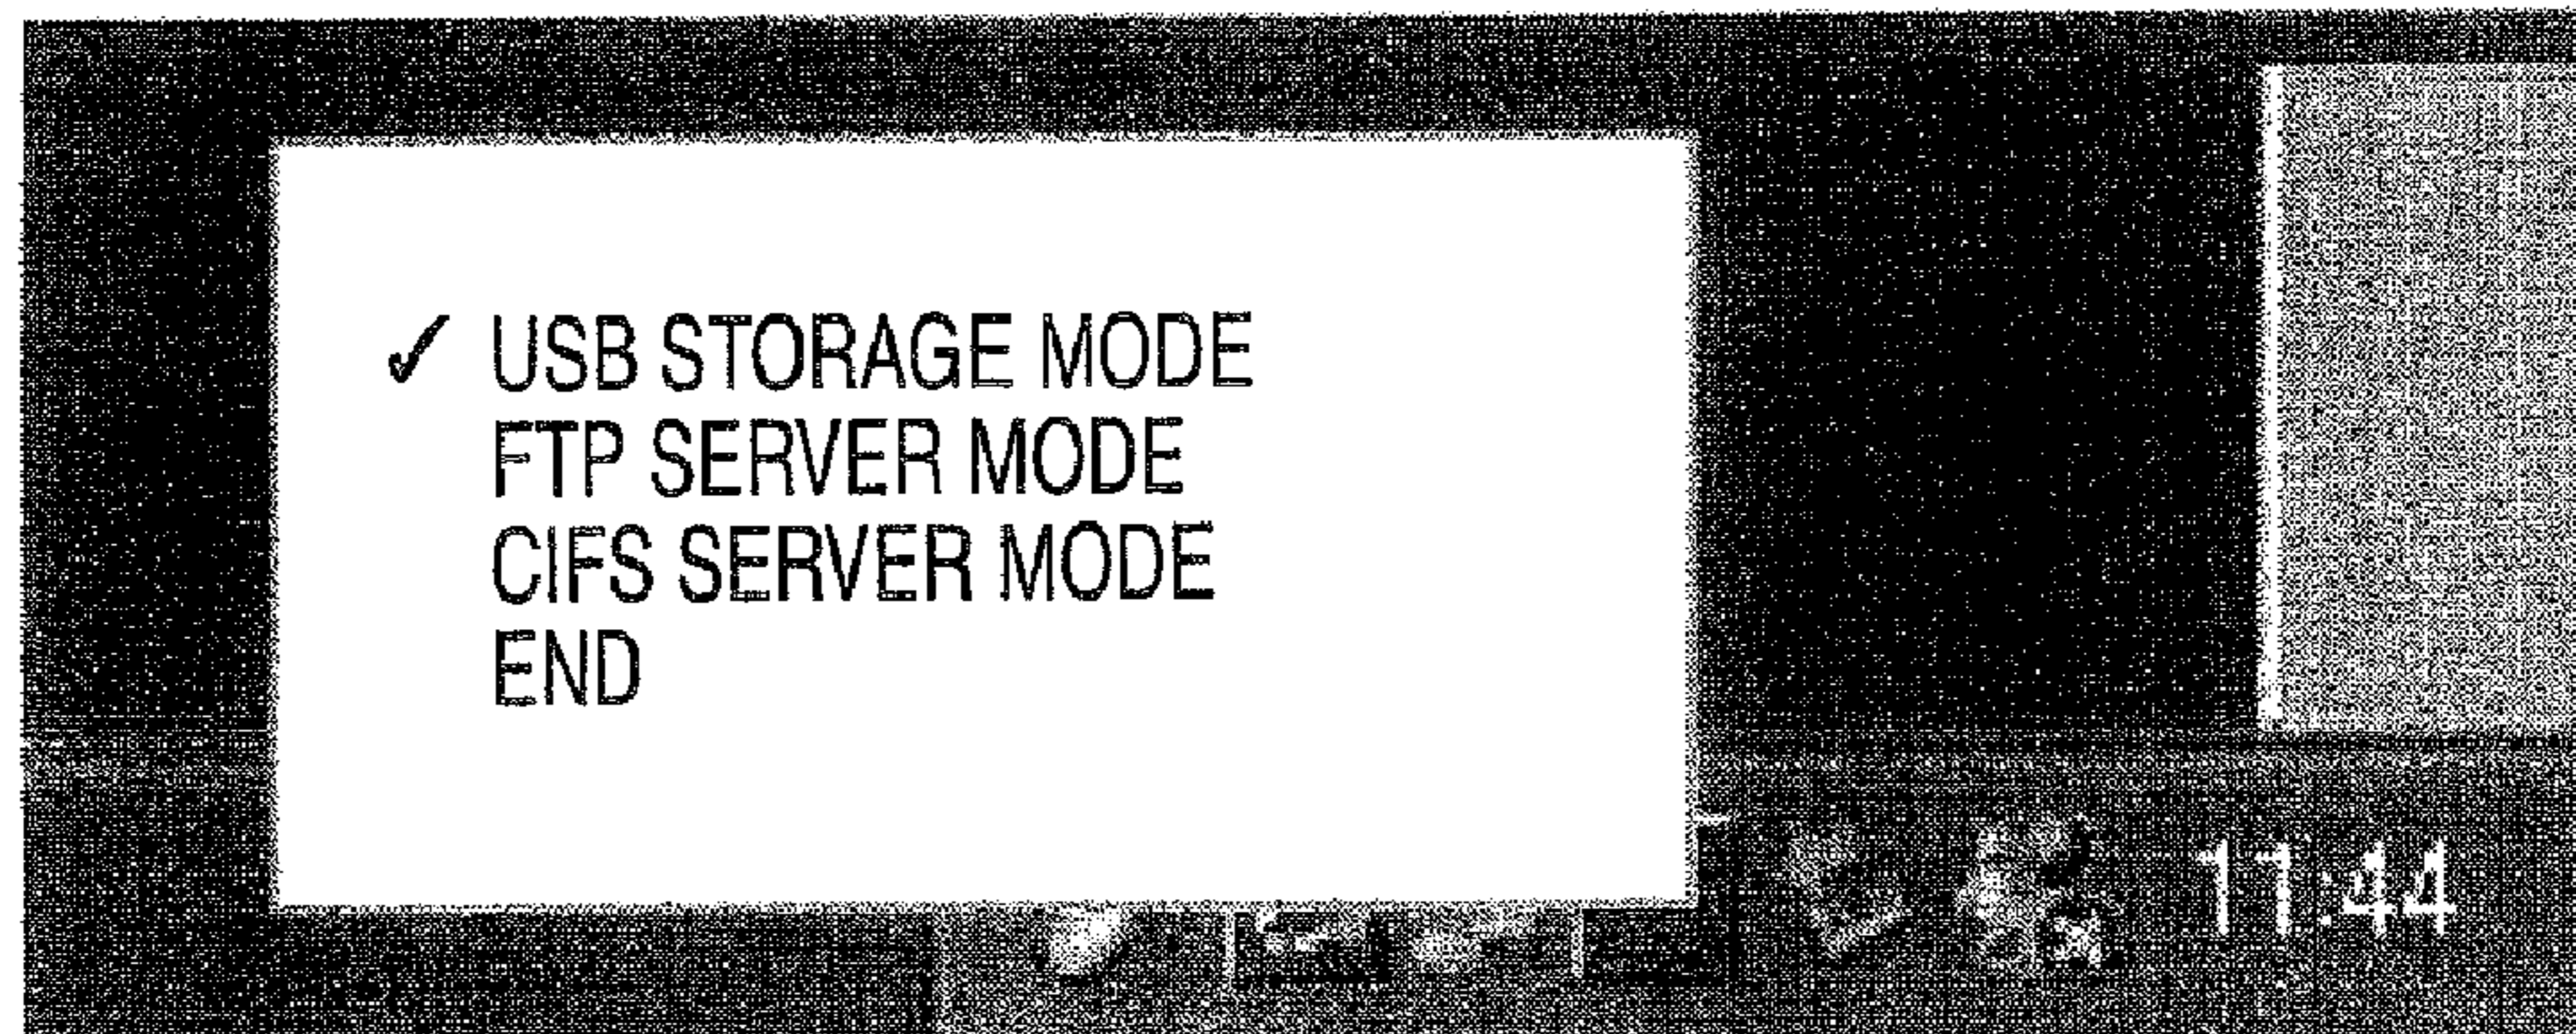 ✓ USB STORAGE MODE
FTP SERVER MODE
CIFS SERVER MODE
END
11:44